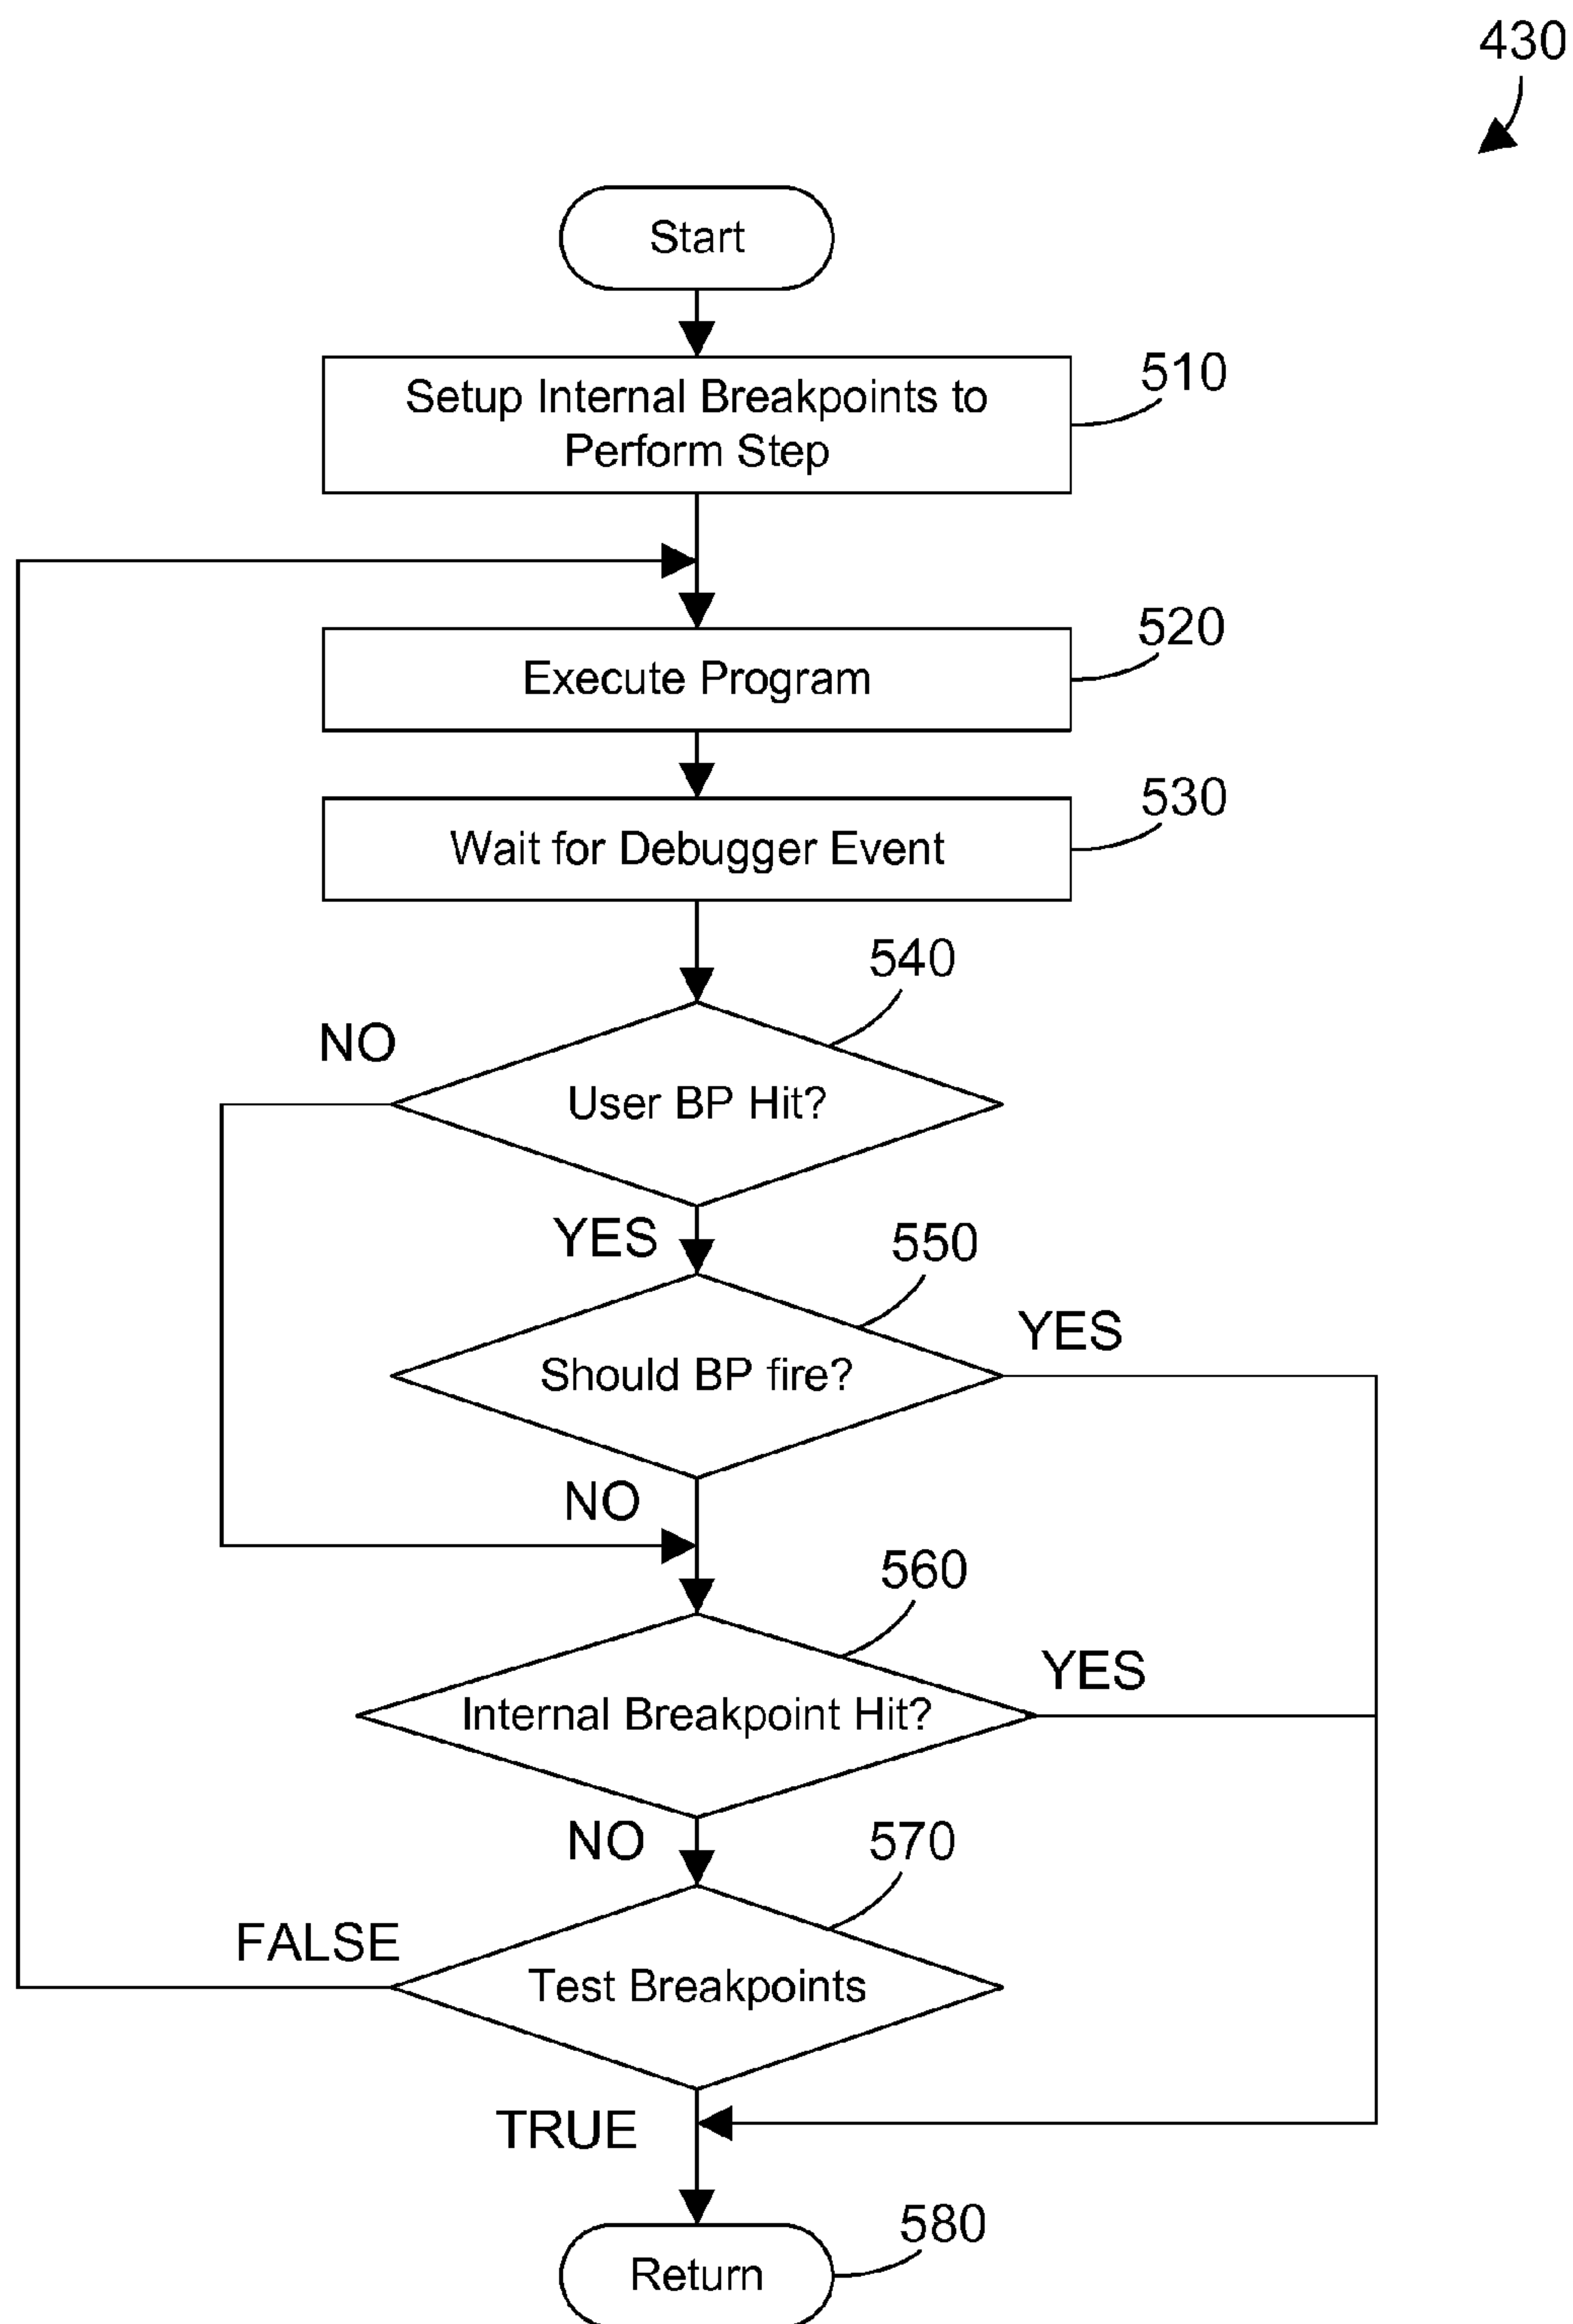 430
Start
Setup Internal Breakpoints to
Perform Step
510
Execute Program
520
Wait for Debugger Event
530
540
NO
User BP Hit?
YES
550
YES
Should BP fire?
NO
560
YES
Internal Breakpoint Hit?
NO
570
FALSE
Test Breakpoints
TRUE
580
Return